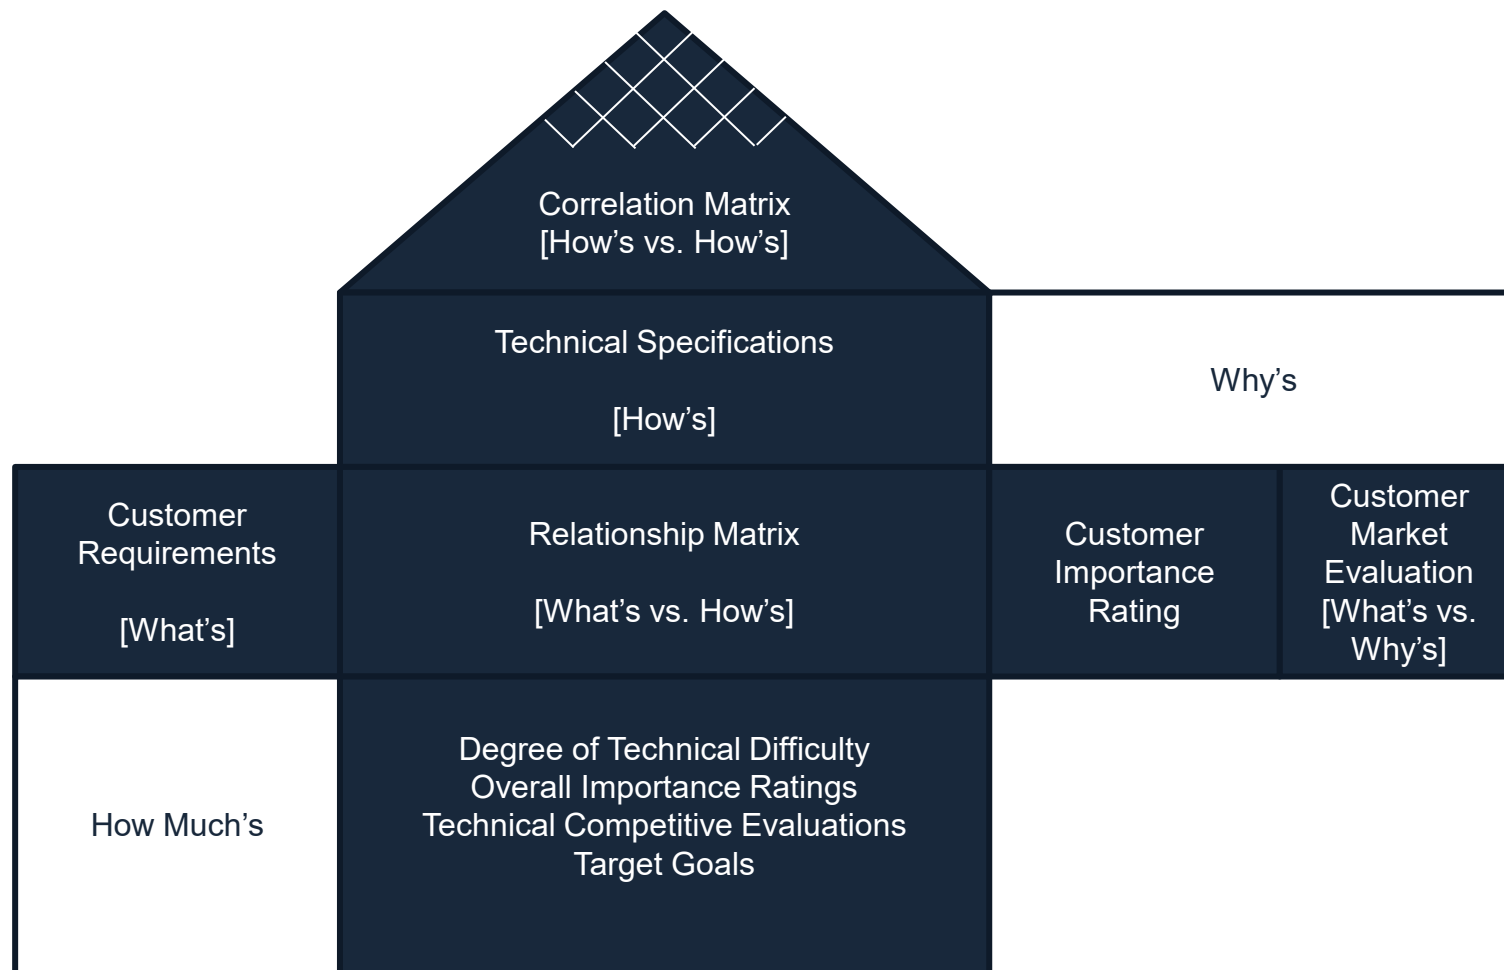 Correlation Matrix
[How’s vs. How’s]
Technical Specifications
[How’s]
Why’s
Customer
Requirements
[What’s]
Relationship Matrix
[What’s vs. How’s]
Customer
Importance
Rating
Customer
Market
Evaluation
[What’s vs.
Why’s]
How Much’s
Degree of Technical Difficulty
Overall Importance Ratings
Technical Competitive Evaluations
Target Goals